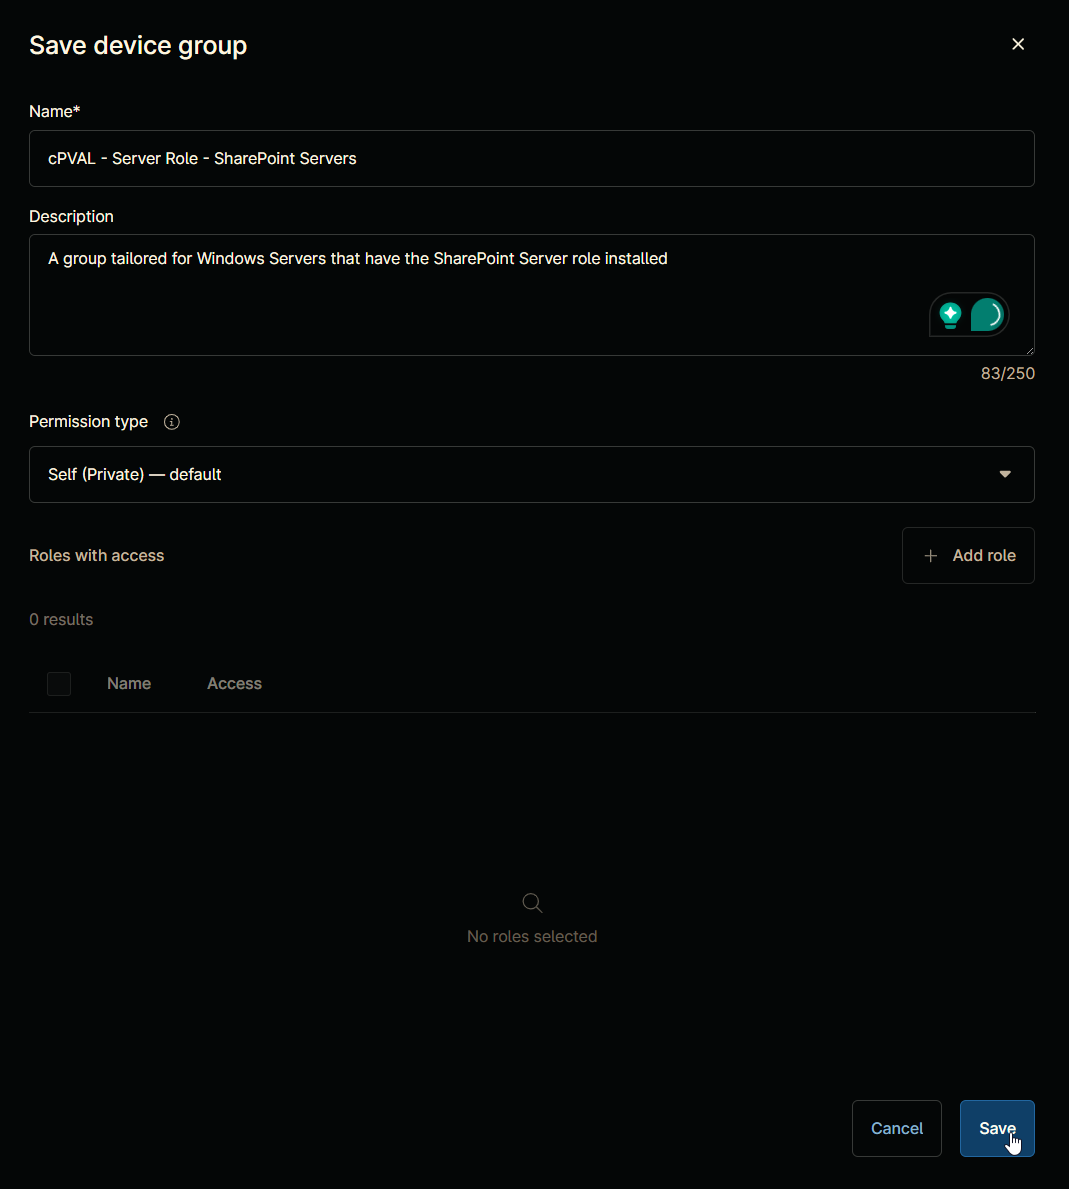 Save device group
Name*
cPVAL - Server Role - SharePoint Servers
Description
A group tailored for Windows Servers that have the SharePoint Server role installed
83/250
Permission type
Self (Private) — default
Roles with access
Add role
0 results
Name Access
No roles selected
Cancel Save